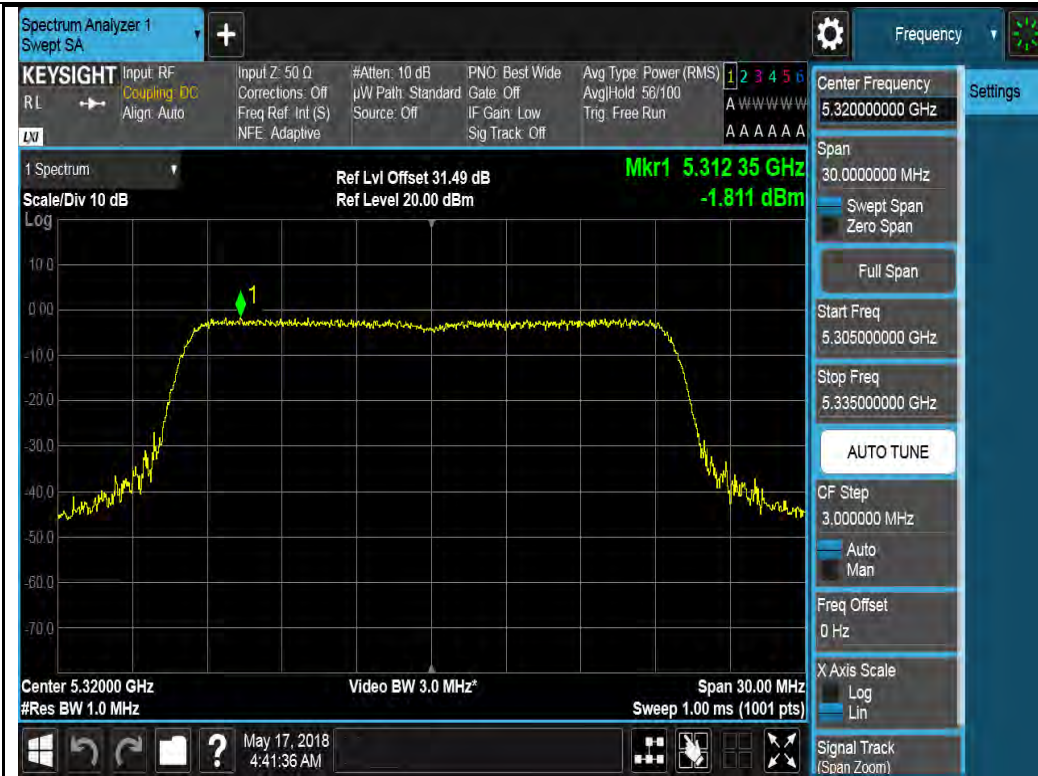 Spectrum Analyzer 1
Swept SA
+
Frequency
KEYSIGHT
RL
LXI
Input: RF
Coupling: DC
Align: Auto
Input Z: 50 Ω
Corrections: Off
Freq Ref: Int (S)
NFE: Adaptive
#Atten: 10 dB
µW Path: Standard
Source: Off
PNO: Best Wide
Gate: Off
IF Gain: Low
Sig Track: Off
Avg Type: Power (RMS)
Avg|Hold: 56/100
Trig: Free Run
1 2 3 4 5 6
A W W W W W
A A A A A A
1 Spectrum
Scale/Div 10 dB
Ref Lvl Offset 31.49 dB
Ref Level 20.00 dBm
Mkr1 5.312 35 GHz
-1.811 dBm
Log
10.0
0.00
-10.0
-20.0
-30.0
-40.0
-50.0
-60.0
-70.0
1
Center 5.32000 GHz
#Res BW 1.0 MHz
Video BW 3.0 MHz*
Span 30.00 MHz
Sweep 1.00 ms (1001 pts)
Center Frequency
5.320000000 GHz
Span
30.0000000 MHz
Swept Span
Zero Span
Full Span
Start Freq
5.305000000 GHz
Stop Freq
5.335000000 GHz
AUTO TUNE
CF Step
3.000000 MHz
Auto
Man
Freq Offset
0 Hz
X Axis Scale
Log
Lin
Signal Track
(Span Zoom)
Settings
?
May 17, 2018
4:41:36 AM